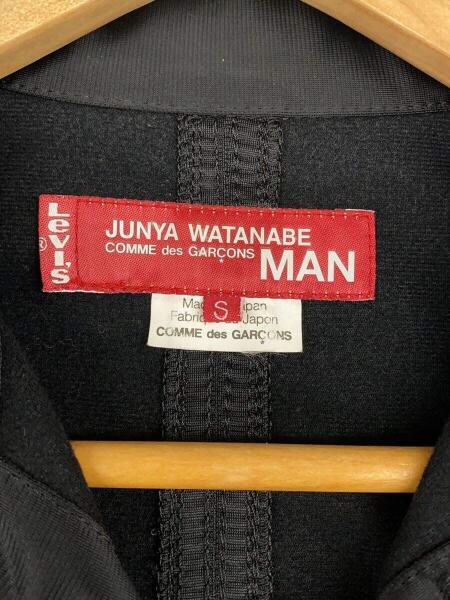 LEVI'S
®
JUNYA WATANABE
COMME des GARÇONS MAN
S
Japan
Japon
COMME des GARÇONS